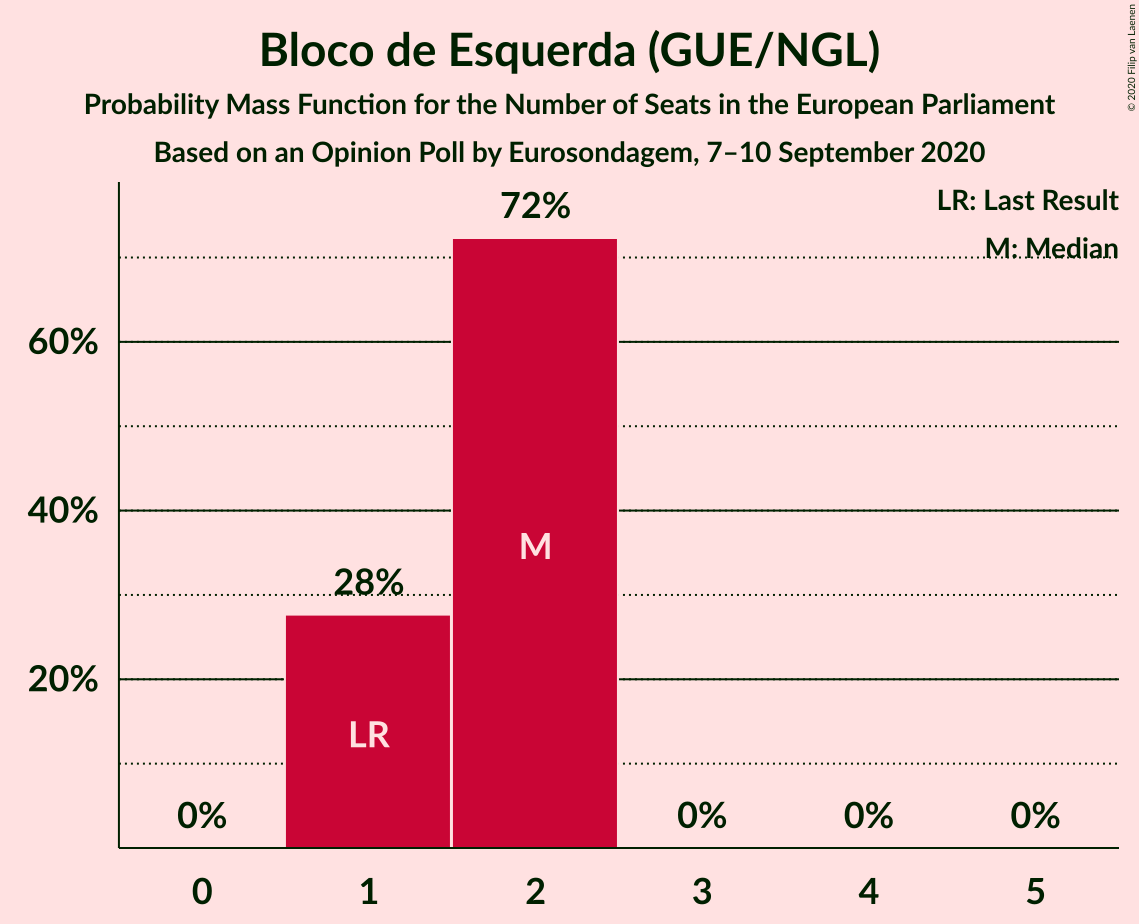 Bloco de Esquerda (GUE/NGL)
Probability Mass Function for the Number of Seats in the European Parliament
Based on an Opinion Poll by Eurosondagem, 7–10 September 2020
© 2020 Filip van Laenen
LR: Last Result
M: Median
72%
60%
40%
20%
28%
M
LR
0%
0%
0%
0%
0 1 2 3 4 5